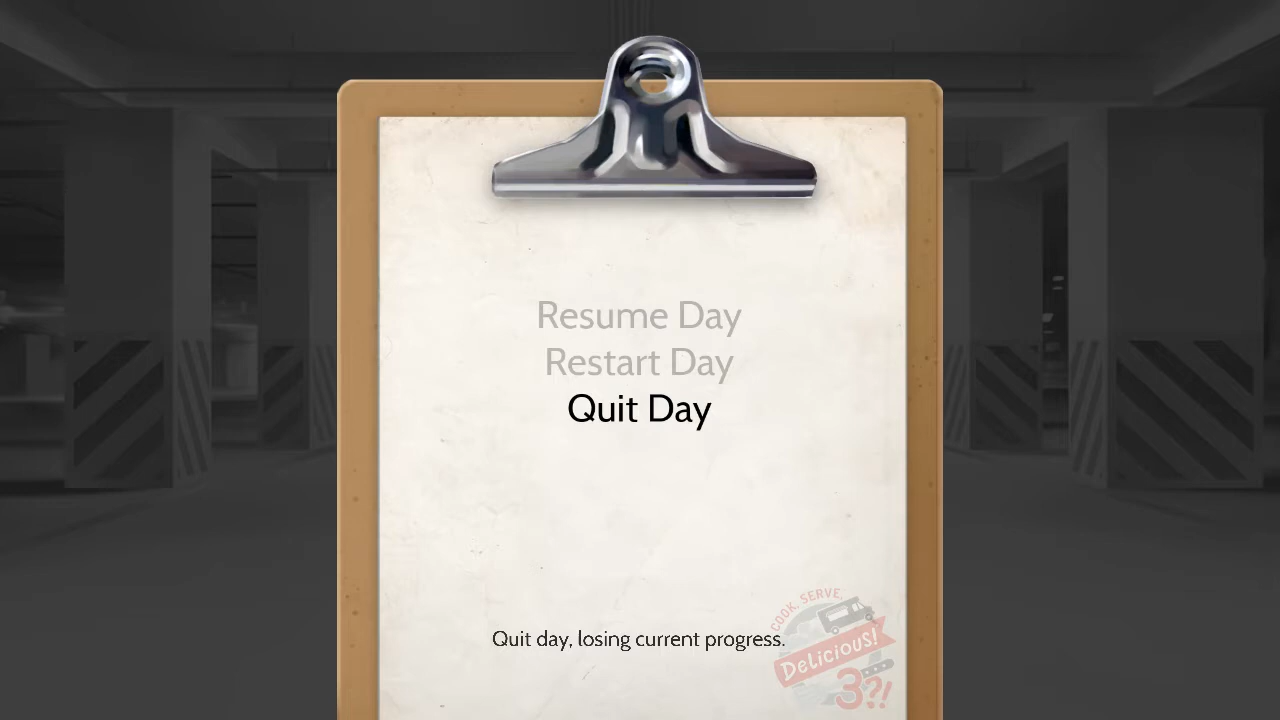 Resume Day
Restart Day
Quit Day
Quit day, losing current progress.
COOK, SERVE,
Delicious!
3?!